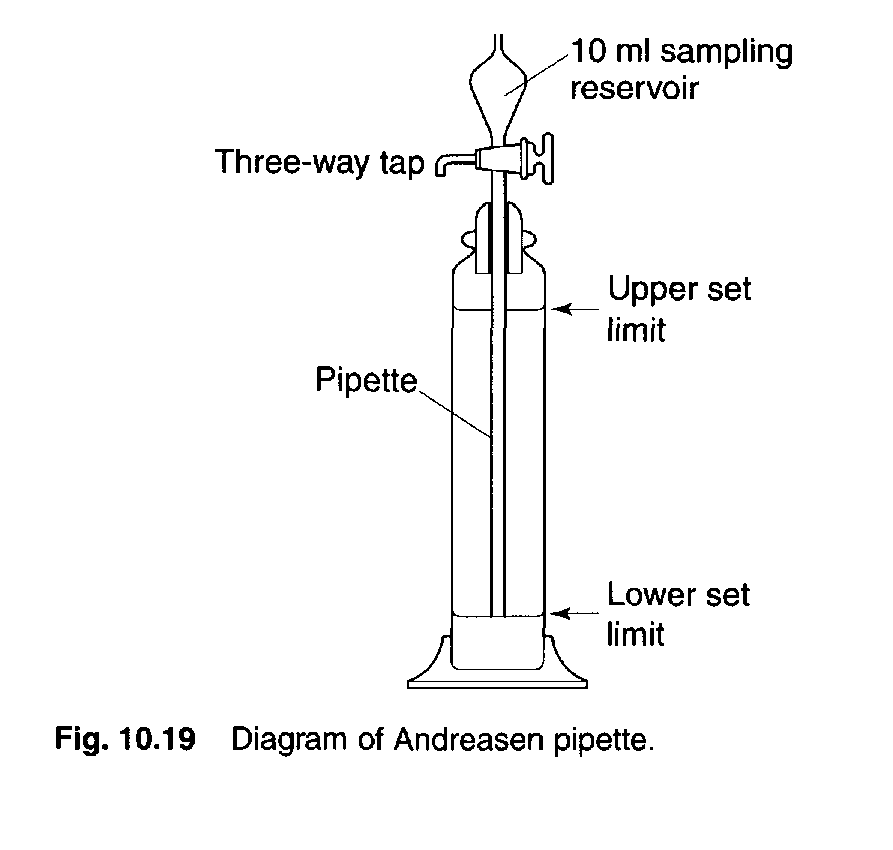 10 ml sampling
reservoir
Three-way tap
Upper set
limit
Pipette
Lower set
limit
Fig. 10.19 Diagram of Andreasen pipette.